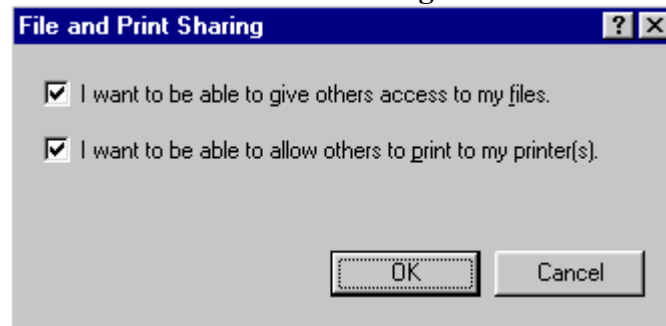 File and Print Sharing
I want to be able to give others access to my files.
I want to be able to allow others to print to my printer(s).
OK Cancel